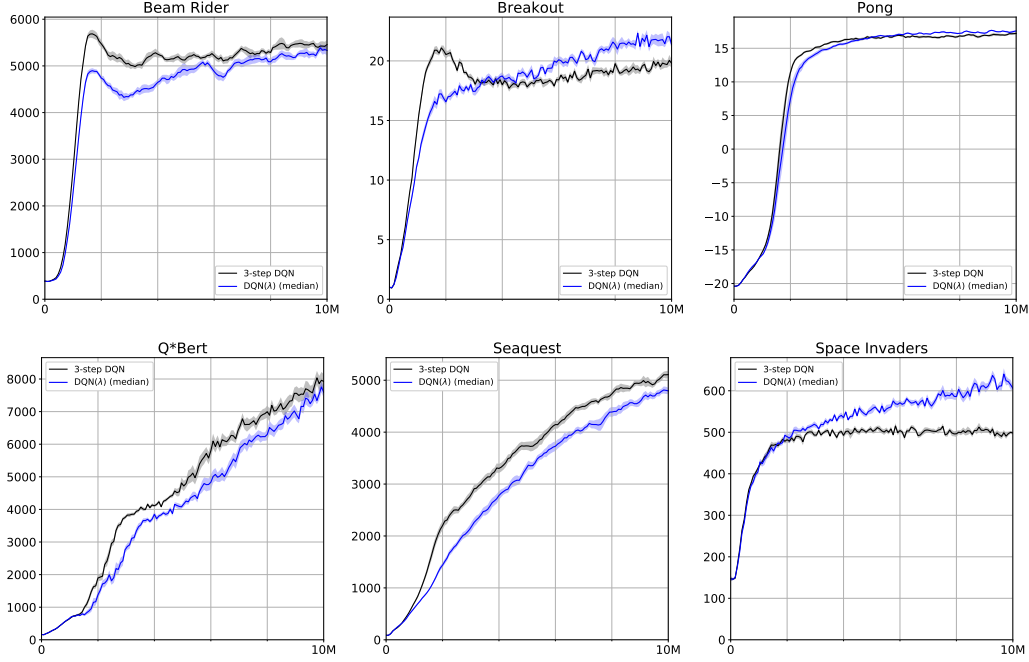 Beam Rider
6000
5000
4000
3000
2000
1000
0
0
10M
3-step DQN
DQN(λ) (median)
Breakout
20
15
10
5
0
0
10M
3-step DQN
DQN(λ) (median)
Pong
15
10
5
0
−5
−10
−15
−20
0
10M
3-step DQN
DQN(λ) (median)
Q*Bert
8000
7000
6000
5000
4000
3000
2000
1000
0
0
10M
3-step DQN
DQN(λ) (median)
Seaquest
5000
4000
3000
2000
1000
0
0
10M
3-step DQN
DQN(λ) (median)
Space Invaders
600
500
400
300
200
100
0
0
10M
3-step DQN
DQN(λ) (median)